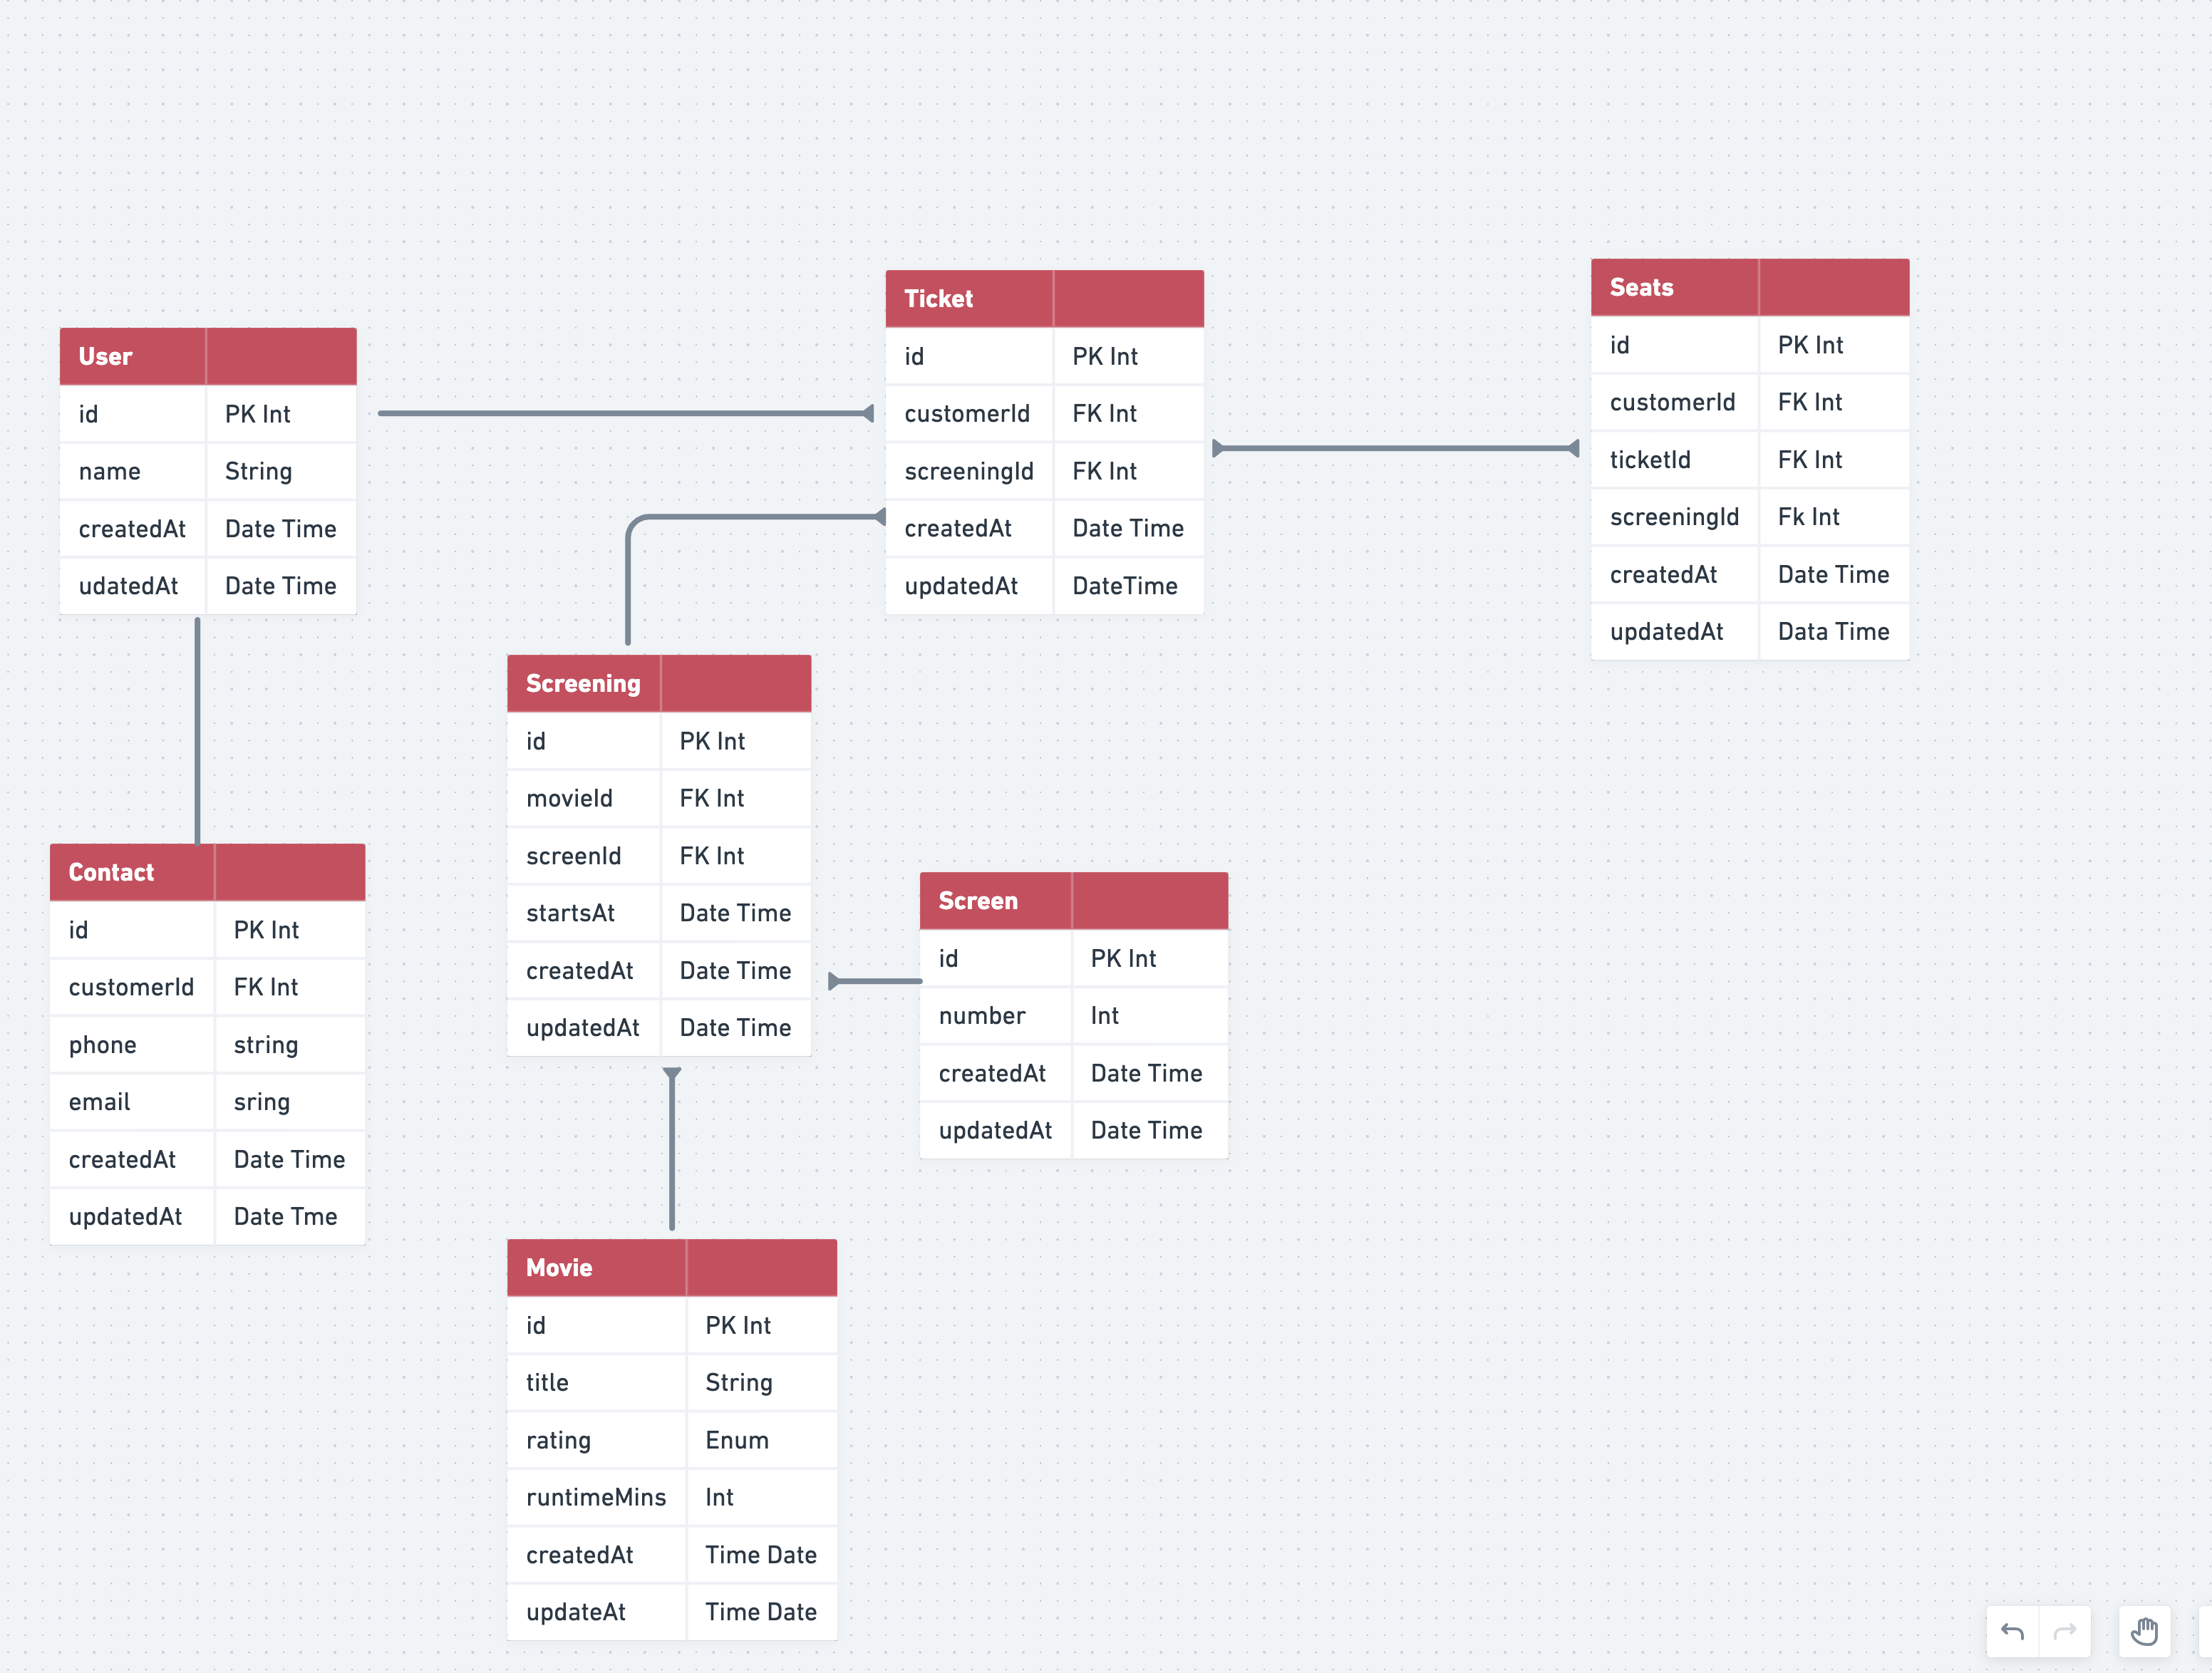 User
id PK Int
name String
createdAt Date Time
udatedAt Date Time
Ticket
id PK Int
customerId FK Int
screeningId FK Int
createdAt Date Time
updatedAt DateTime
Seats
id PK Int
customerId FK Int
ticketId FK Int
screeningId Fk Int
createdAt Date Time
updatedAt Data Time
Contact
id PK Int
customerId FK Int
phone string
email sring
createdAt Date Time
updatedAt Date Tme
Screening
id PK Int
movieId FK Int
screenId FK Int
startsAt Date Time
createdAt Date Time
updatedAt Date Time
Screen
id PK Int
number Int
createdAt Date Time
updatedAt Date Time
Movie
id PK Int
title String
rating Enum
runtimeMins Int
createdAt Time Date
updateAt Time Date